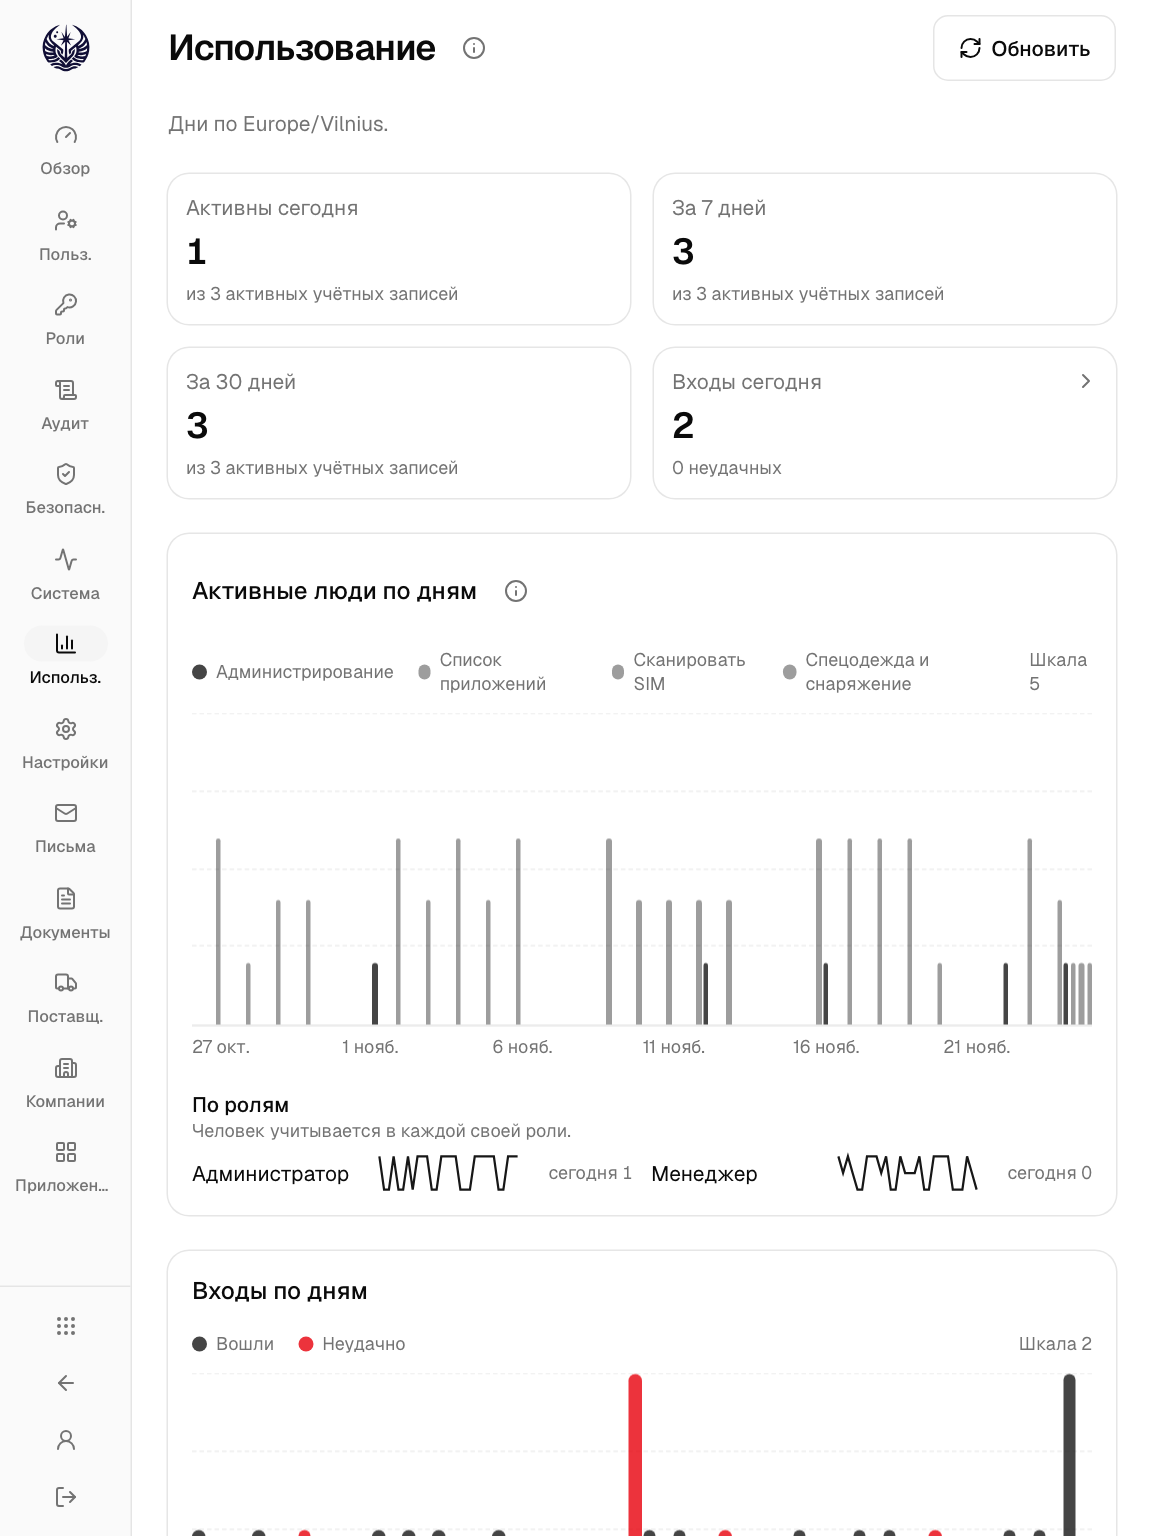 Использование
Обновить
Дни по Europe/Vilnius.
Обзор
Польз.
Роли
Аудит
Безопасн.
Система
Использ.
Настройки
Письма
Документы
Поставщ.
Компании
Приложен...
Активны сегодня
1
из 3 активных учётных записей
За 7 дней
3
из 3 активных учётных записей
За 30 дней
3
из 3 активных учётных записей
Входы сегодня
2
0 неудачных
Активные люди по дням
Администрирование
Список
приложений
Сканировать
SIM
Спецодежда и
снаряжение
Шкала
5
27 окт.
1 нояб.
6 нояб.
11 нояб.
16 нояб.
21 нояб.
По ролям
Человек учитывается в каждой своей роли.
Администратор
сегодня 1
Менеджер
сегодня 0
Входы по дням
Вошли
Неудачно
Шкала 2